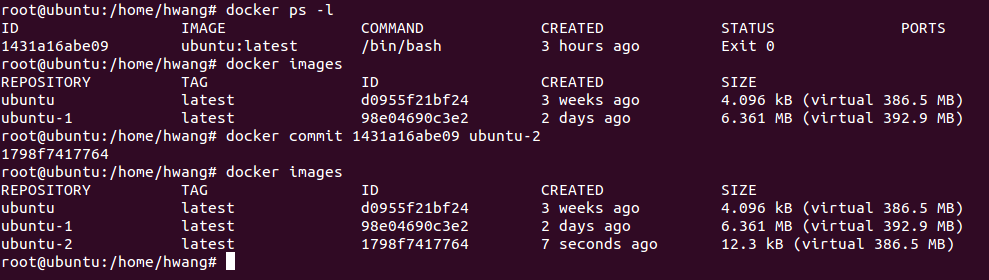 root@ubuntu:/home/hwang# docker ps -l
ID IMAGE COMMAND CREATED STATUS PORTS
1431a16abe09 ubuntu:latest /bin/bash 3 hours ago Exit 0
root@ubuntu:/home/hwang# docker images
REPOSITORY TAG ID CREATED SIZE
ubuntu latest d0955f21bf24 3 weeks ago 4.096 kB (virtual 386.5 MB)
ubuntu-1 latest 98e04690c3e2 2 days ago 6.361 MB (virtual 392.9 MB)
root@ubuntu:/home/hwang# docker commit 1431a16abe09 ubuntu-2
1798f7417764
root@ubuntu:/home/hwang# docker images
REPOSITORY TAG ID CREATED SIZE
ubuntu latest d0955f21bf24 3 weeks ago 4.096 kB (virtual 386.5 MB)
ubuntu-1 latest 98e04690c3e2 2 days ago 6.361 MB (virtual 392.9 MB)
ubuntu-2 latest 1798f7417764 7 seconds ago 12.3 kB (virtual 386.5 MB)
root@ubuntu:/home/hwang#